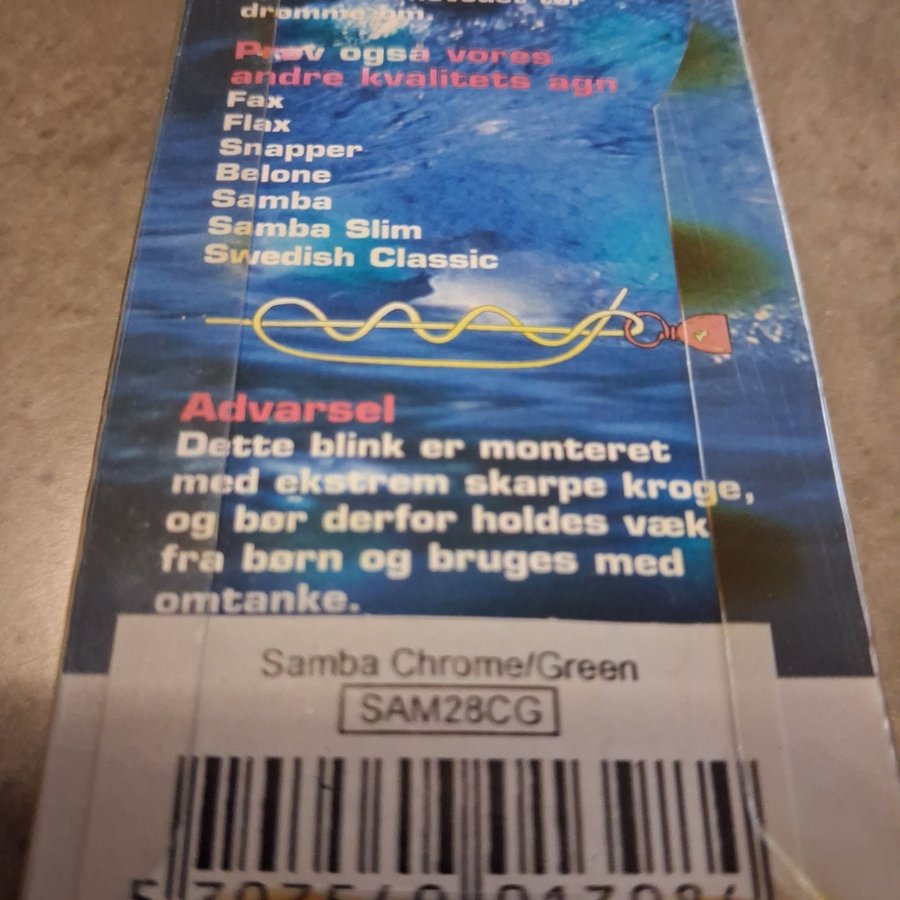 drømme om.
Prøv også vores
andre kvalitets agn
Fax
Flax
Snapper
Belone
Samba
Samba Slim
Swedish Classic
Advarsel
Dette blink er monteret
med ekstrem skarpe kroge,
og bør derfor holdes væk
fra børn og bruges med
omtanke.
Samba Chrome/Green
SAM28CG